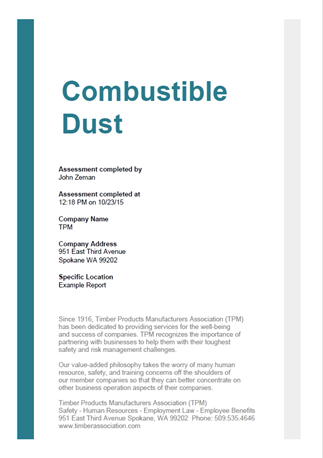 Combustible
Dust
Assessment completed by
John Zeman
Assessment completed at
12:18 PM on 10/23/15
Company Name
TPM
Company Address
951 East Third Avenue
Spokane WA 99202
Specific Location
Example Report
Since 1916, Timber Products Manufacturers Association (TPM)
has been dedicated to providing services for the well-being
and success of companies. TPM recognizes the importance of
partnering with businesses to help them with their toughest
safety and risk management challenges.
Our value-added philosophy takes the worry of many human
resource, safety, and training concerns off the shoulders of
our member companies so that they can better concentrate on
other business operation aspects of their companies.
Timber Products Manufacturers Association (TPM)
Safety - Human Resources - Employment Law - Employee Benefits
951 East Third Avenue, Spokane, WA 99202 Phone: 509.535.4646
www.timberassociation.com